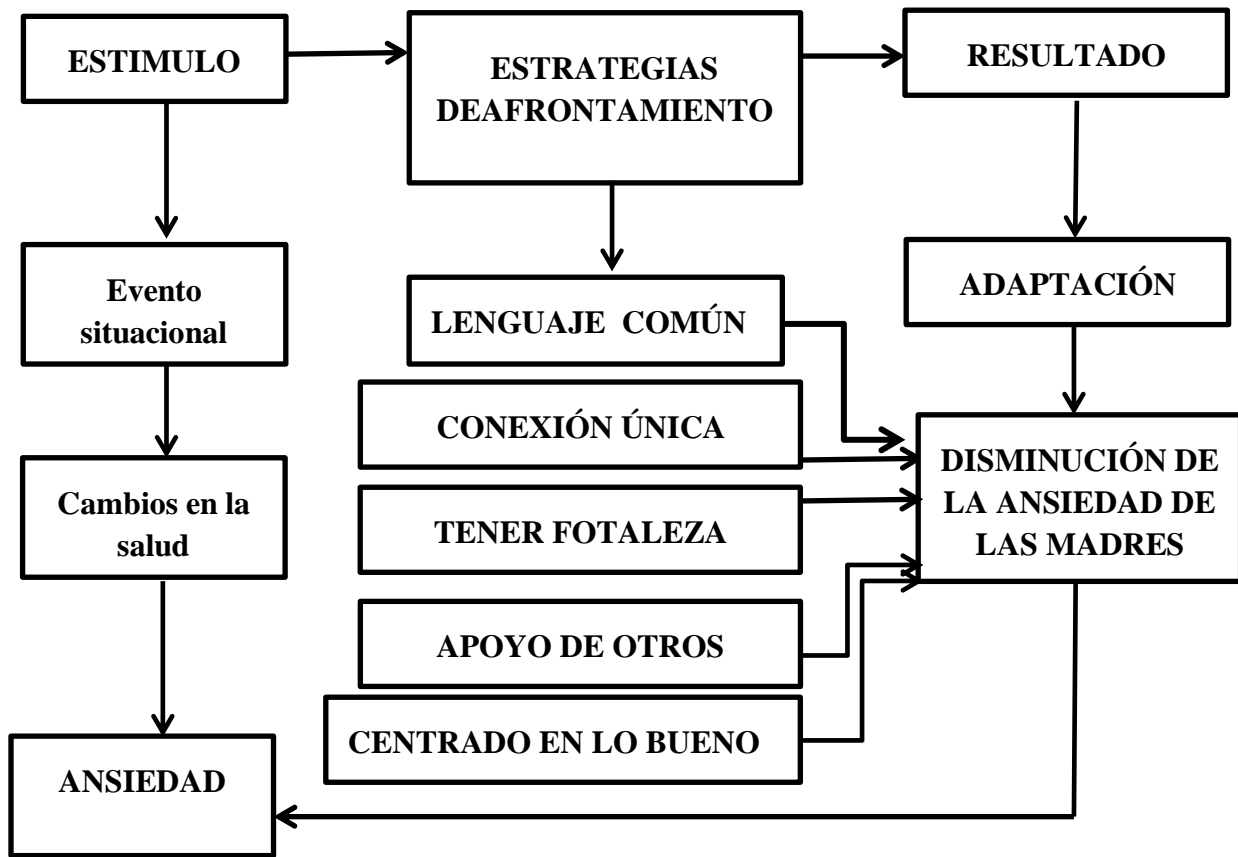 ESTIMULO
ESTRATEGIAS
DEAFRONTAMIENTO
RESULTADO
Evento
situacional
LENGUAJE COMÚN
ADAPTACIÓN
CONEXIÓN ÚNICA
Cambios en la
salud
TENER FOTALEZA
DISMINUCIÓN DE
LA ANSIEDAD DE
LAS MADRES
APOYO DE OTROS
CENTRADO EN LO BUENO
ANSIEDAD